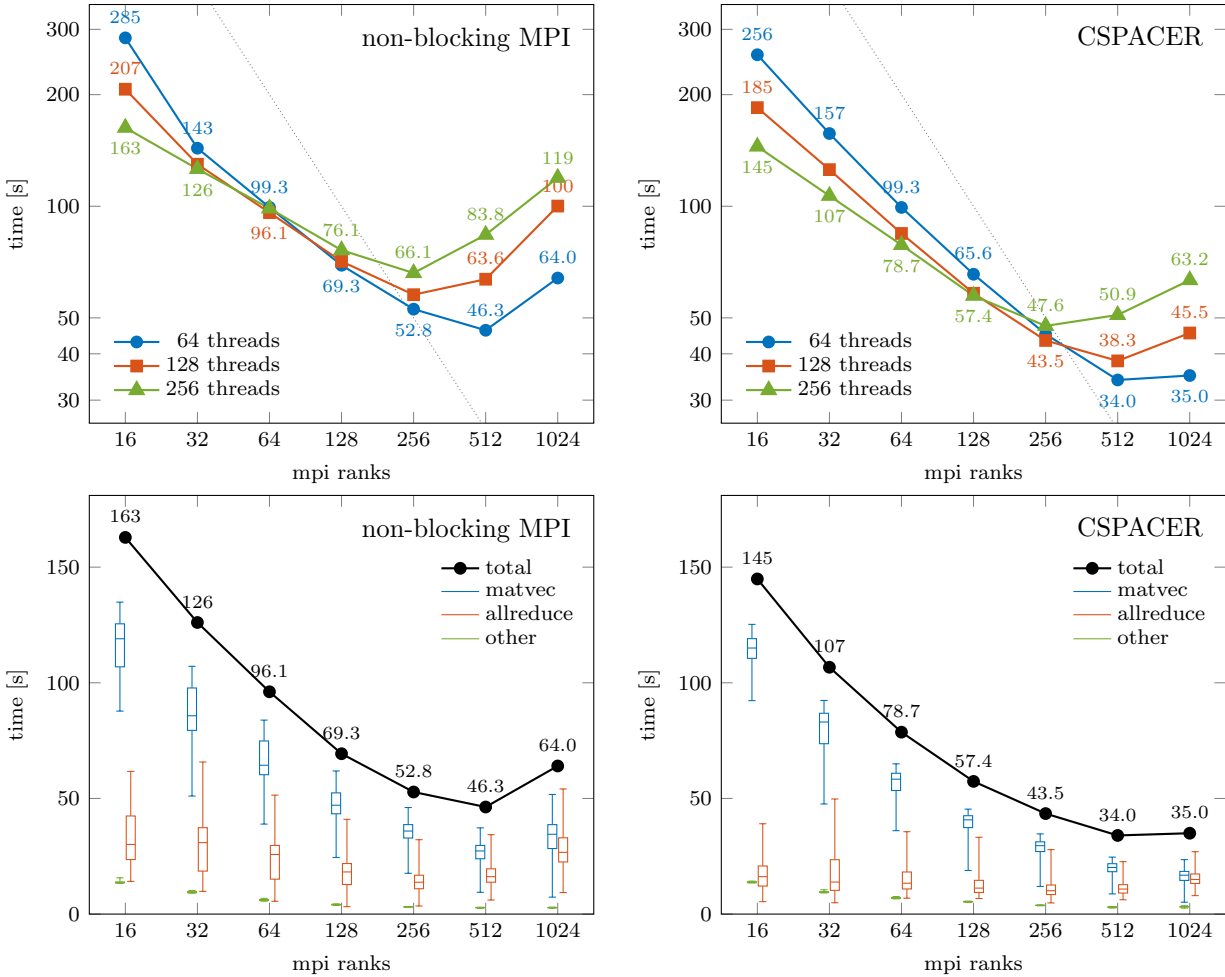 non-blocking MPI
300
200
100
50
40
30
time [s]
285
207
163
143
126
99.3
96.1
76.1
69.3
66.1
52.8
83.8
63.6
46.3
119
100
64.0
64 threads
128 threads
256 threads
16 32 64 128 256 512 1024
mpi ranks
CSPACER
300
200
100
50
40
30
time [s]
256
185
145
157
107
99.3
78.7
65.6
57.4
47.6
43.5
50.9
38.3
34.0
63.2
45.5
35.0
64 threads
128 threads
256 threads
16 32 64 128 256 512 1024
mpi ranks
non-blocking MPI
total
matvec
allreduce
other
150
100
50
0
time [s]
163
126
96.1
69.3
52.8
46.3
64.0
16 32 64 128 256 512 1024
mpi ranks
CSPACER
total
matvec
allreduce
other
150
100
50
0
time [s]
145
107
78.7
57.4
43.5
34.0
35.0
16 32 64 128 256 512 1024
mpi ranks